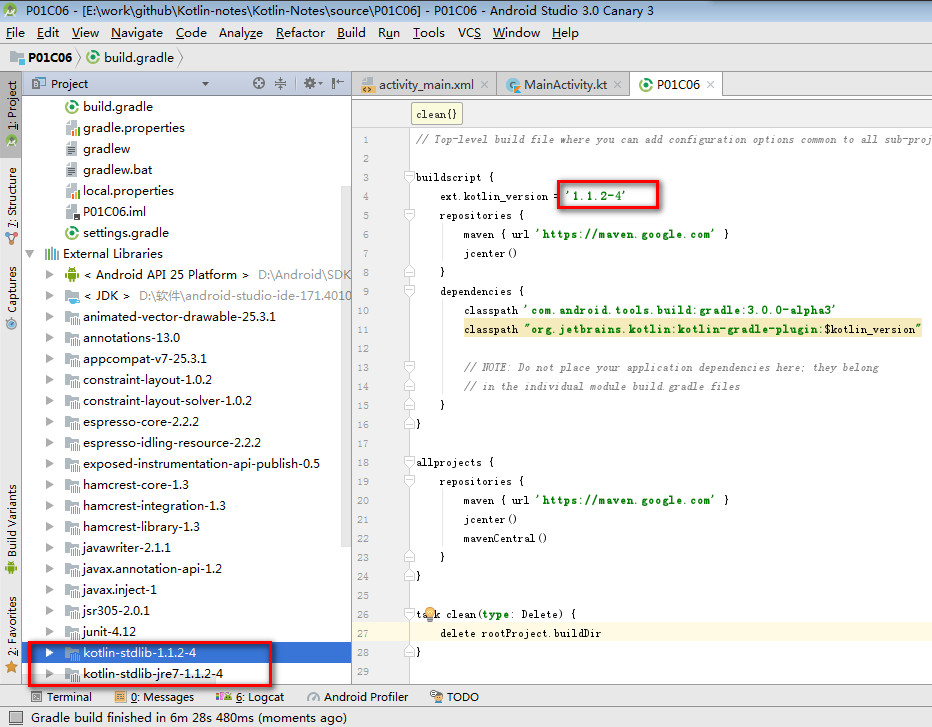 P01C06 - [E:\work\github\Kotlin-notes\Kotlin-Notes\source\P01C06] - P01C06 - Android Studio 3.0 Canary 3
File Edit View Navigate Code Analyze Refactor Build Run Tools VCS Window Help
P01C06 build.gradle
Project
activity_main.xml MainActivity.kt P01C06
1: Project
7: Structure
Captures
Build Variants
2: Favorites
build.gradle
gradle.properties
gradlew
gradlew.bat
local.properties
P01C06.iml
settings.gradle
External Libraries
< Android API 25 Platform > D:\Android\SDK
< JDK > D:\软件\android-studio-ide-171.4010
animated-vector-drawable-25.3.1
annotations-13.0
appcompat-v7-25.3.1
constraint-layout-1.0.2
constraint-layout-solver-1.0.2
espresso-core-2.2.2
espresso-idling-resource-2.2.2
exposed-instrumentation-api-publish-0.5
hamcrest-core-1.3
hamcrest-integration-1.3
hamcrest-library-1.3
javawriter-2.1.1
javax.annotation-api-1.2
javax.inject-1
jsr305-2.0.1
junit-4.12
kotlin-stdlib-1.1.2-4
kotlin-stdlib-jre7-1.1.2-4
clean{}
1 // Top-level build file where you can add configuration options common to all sub-proj
2
3 buildscript {
4 ext.kotlin_version = '1.1.2-4'
5 repositories {
6 maven { url 'https://maven.google.com' }
7 jcenter()
8 }
9 dependencies {
10 classpath 'com.android.tools.build:gradle:3.0.0-alpha3'
11 classpath "org.jetbrains.kotlin:kotlin-gradle-plugin:$kotlin_version"
12
13 // NOTE: Do not place your application dependencies here; they belong
14 // in the individual module build.gradle files
15 }
16 }
17
18 allprojects {
19 repositories {
20 maven { url 'https://maven.google.com' }
21 jcenter()
22 mavenCentral()
23 }
24 }
25
26 task clean(type: Delete) {
27 delete rootProject.buildDir
28 }
29
Terminal 0: Messages 6: Logcat Android Profiler TODO
Gradle build finished in 6m 28s 480ms (moments ago)